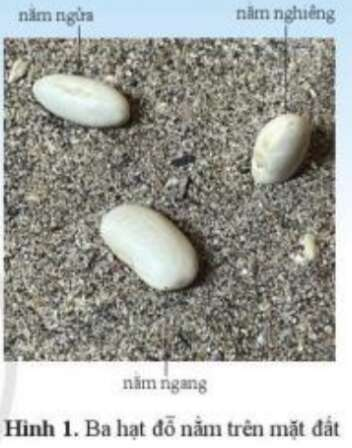 nằm ngửa
nằm nghiêng
nằm ngang
Hình 1. Ba hạt đỗ nằm trên mặt đất